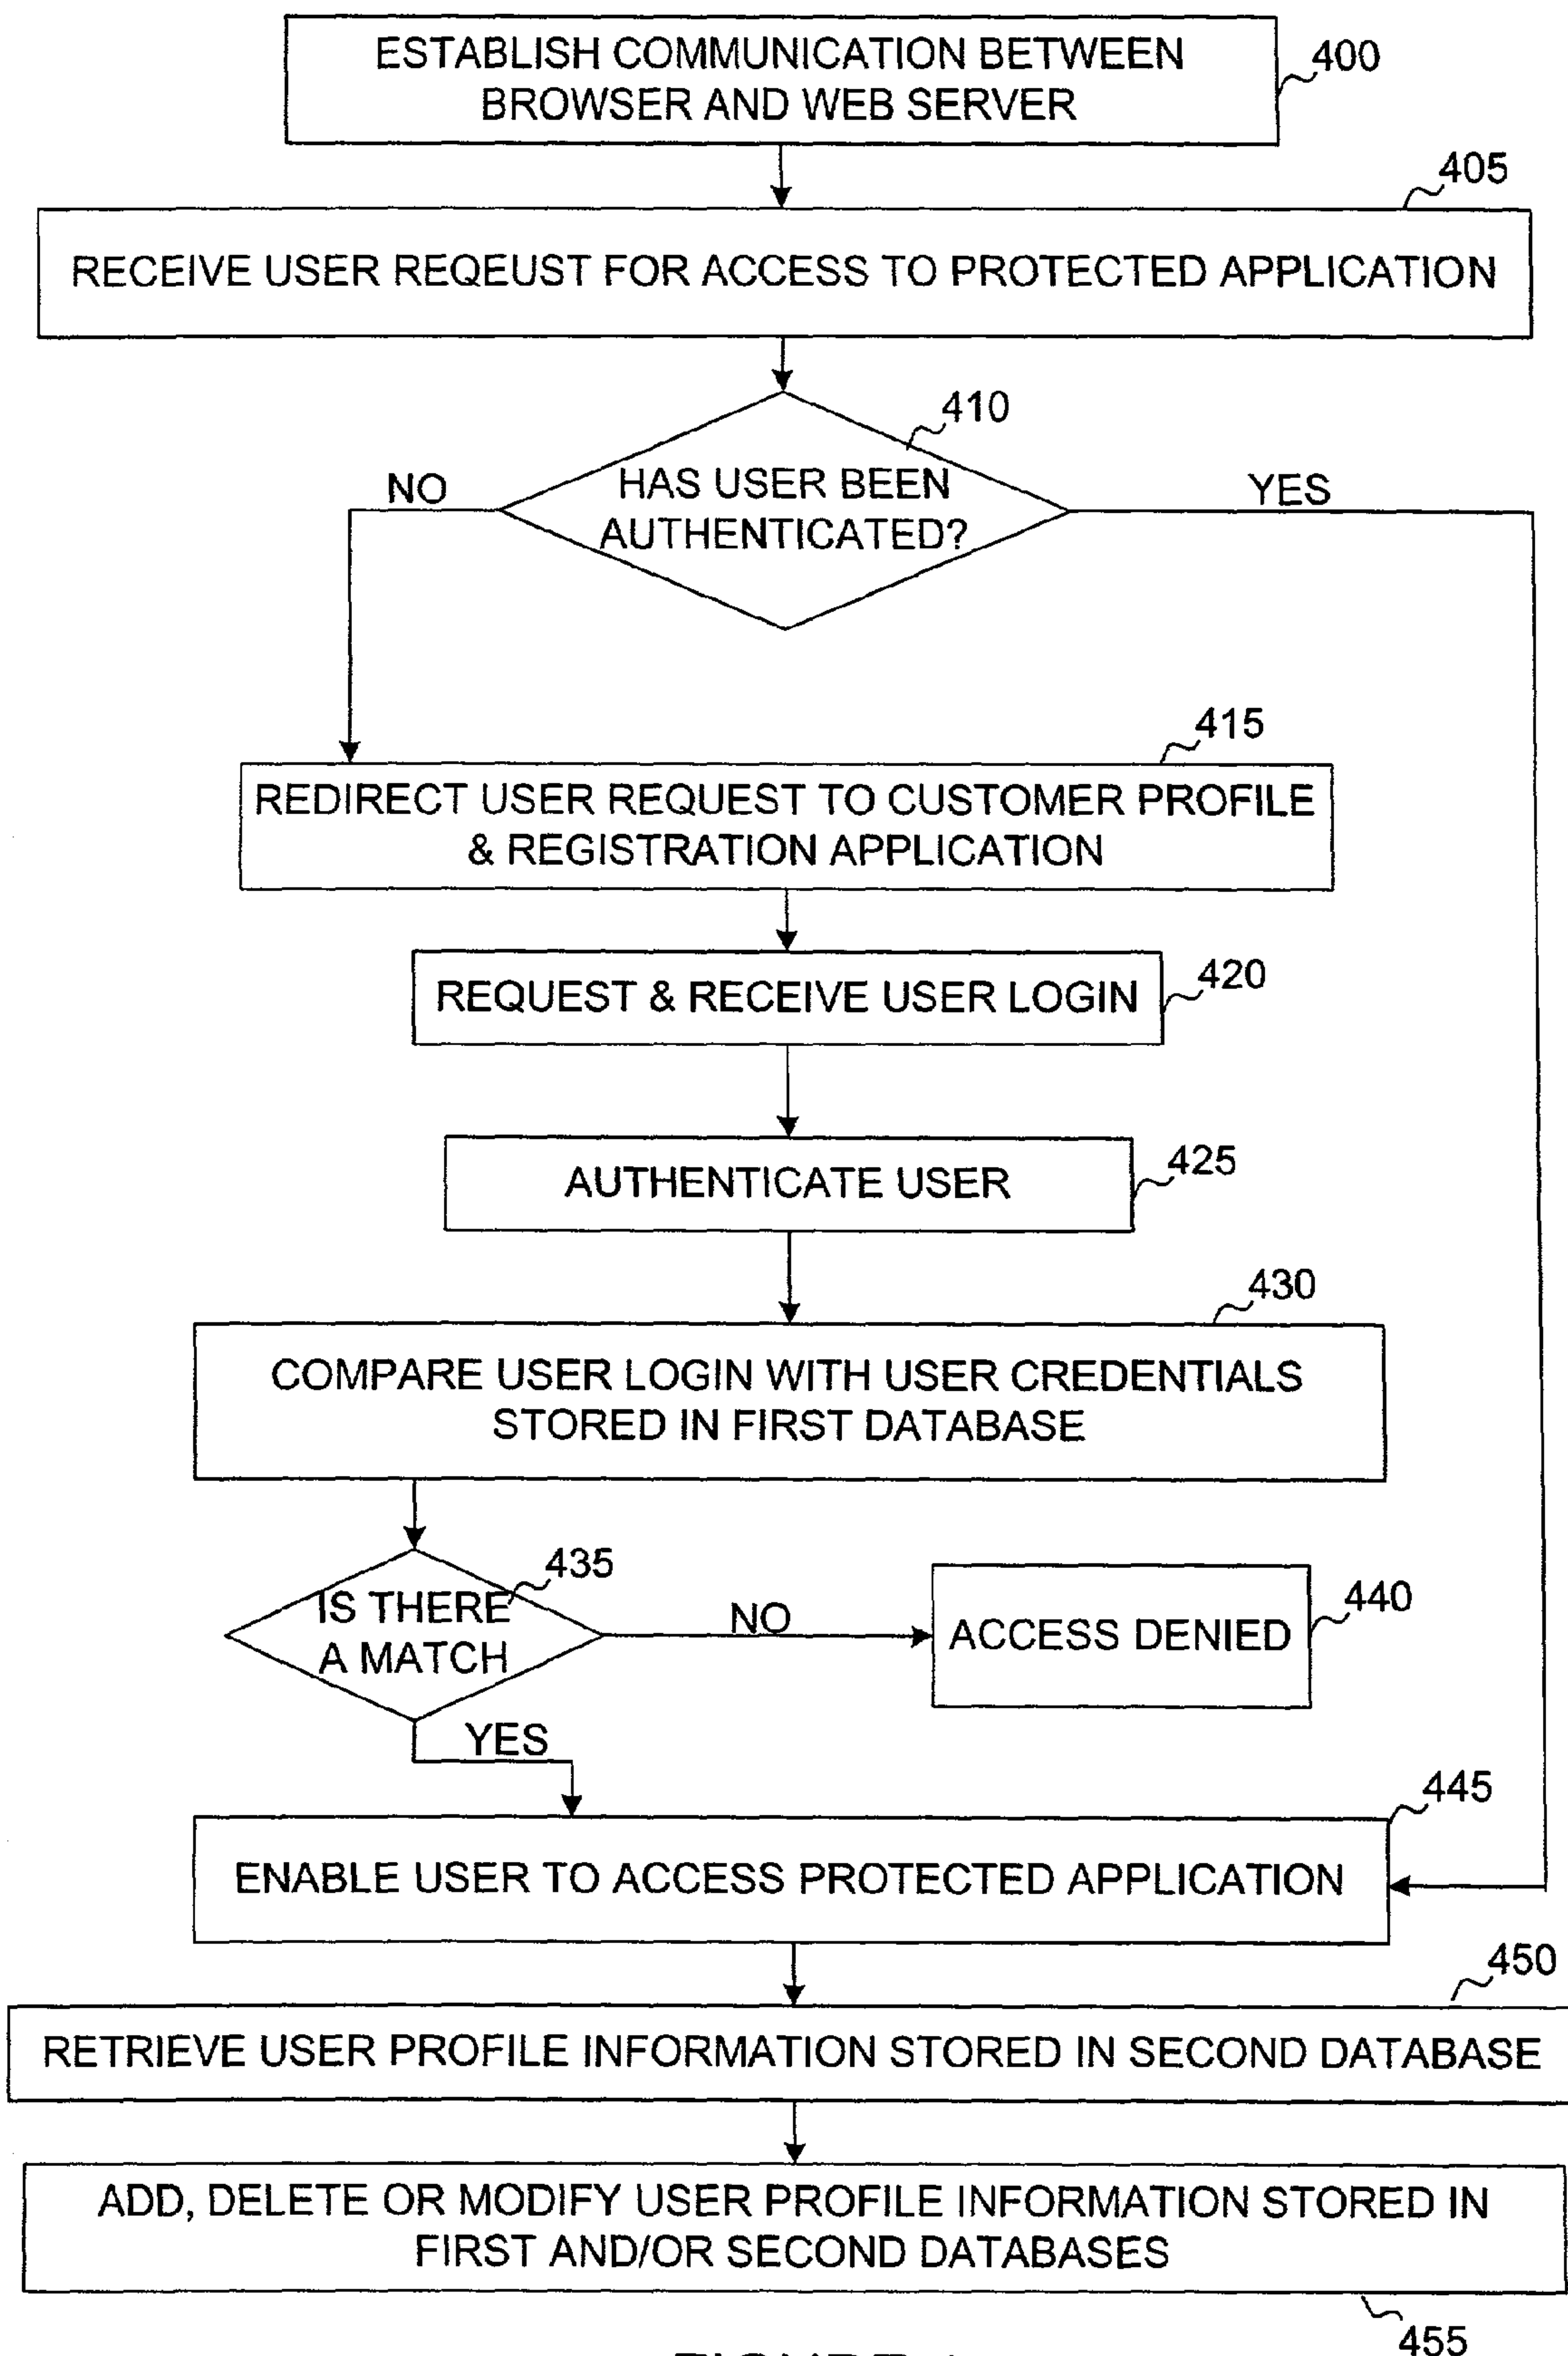 ESTABLISH COMMUNICATION BETWEEN
BROWSER AND WEB SERVER
400
405
RECEIVE USER REQEUST FOR ACCESS TO PROTECTED APPLICATION
410
NO
HAS USER BEEN
AUTHENTICATED?
YES
415
REDIRECT USER REQUEST TO CUSTOMER PROFILE
& REGISTRATION APPLICATION
420
REQUEST & RECEIVE USER LOGIN
425
AUTHENTICATE USER
430
COMPARE USER LOGIN WITH USER CREDENTIALS
STORED IN FIRST DATABASE
435
IS THERE
A MATCH
NO
440
ACCESS DENIED
YES
445
ENABLE USER TO ACCESS PROTECTED APPLICATION
450
RETRIEVE USER PROFILE INFORMATION STORED IN SECOND DATABASE
ADD, DELETE OR MODIFY USER PROFILE INFORMATION STORED IN
FIRST AND/OR SECOND DATABASES
455